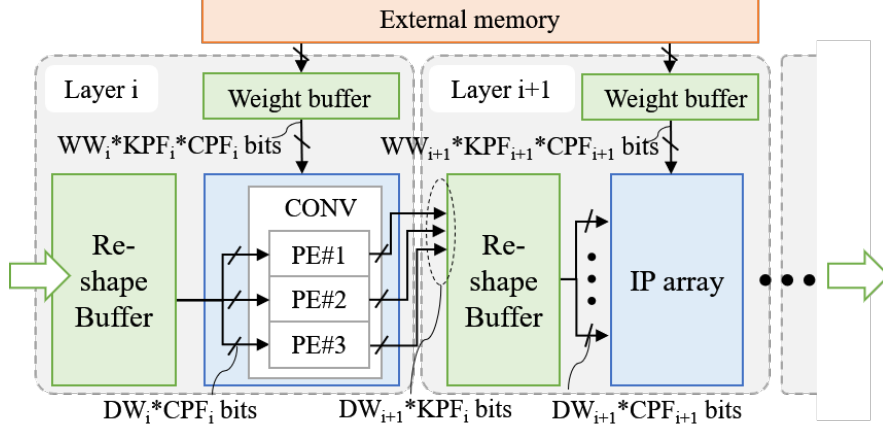 External memory
Layer i
Weight buffer
Layer i+1
Weight buffer
WWᵢ*KPFᵢ*CPFᵢ bits
WWᵢ₊₁*KPFᵢ₊₁*CPFᵢ₊₁ bits
Re-
shape
Buffer
CONV
PE#1
PE#2
PE#3
Re-
shape
Buffer
IP array
DWᵢ*CPFᵢ bits
DWᵢ₊₁*KPFᵢ bits
DWᵢ₊₁*CPFᵢ₊₁ bits